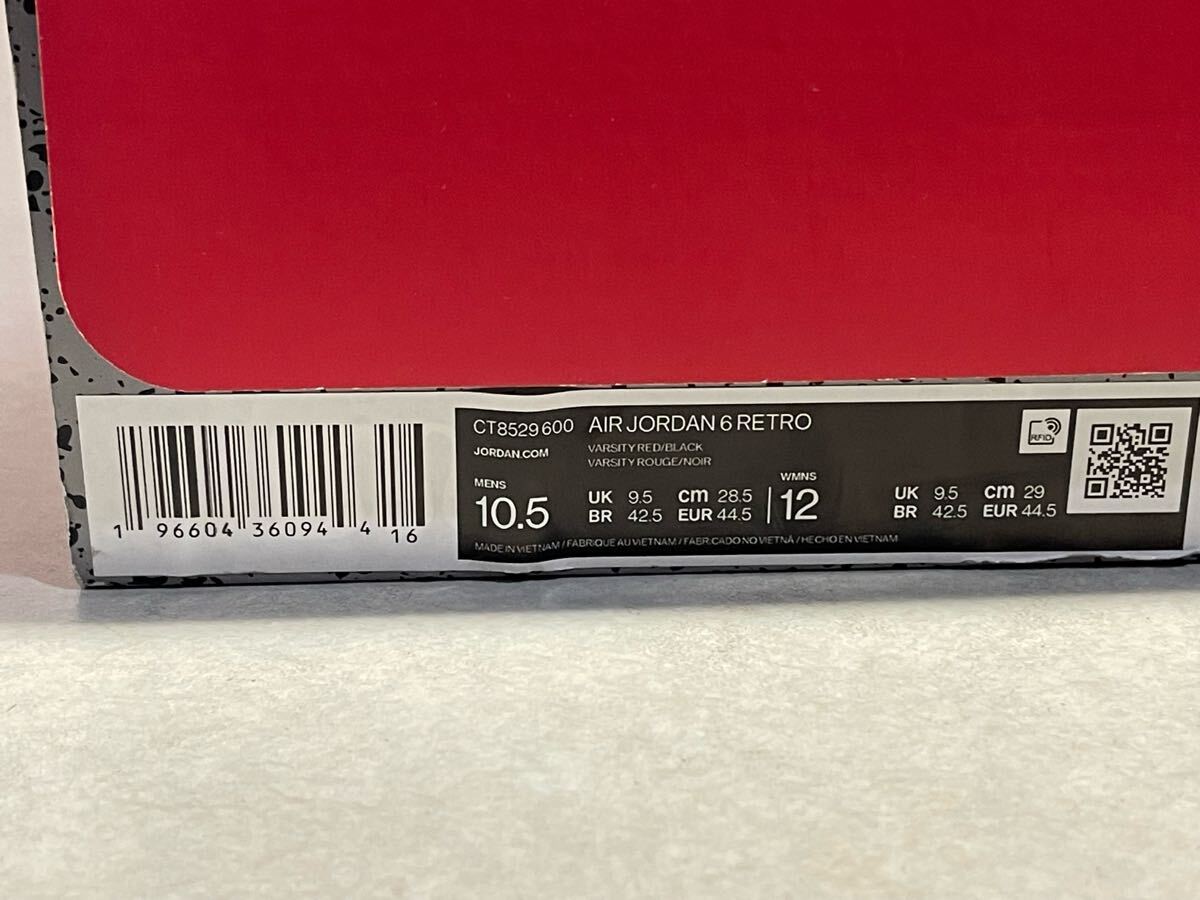 1 96604 36094 4 16
CT8529 600 AIR JORDAN 6 RETRO
JORDAN.COM
VARSITY RED/BLACK
VARSITY ROUGE/NOIR
MENS
10.5
UK 9.5 cm 28.5
BR 42.5 EUR 44.5
WMNS
12
UK 9.5 cm 29
BR 42.5 EUR 44.5
MADE IN VIETNAM / FABRIQUE AU VIETNAM / FABRICADO NO VIETNÃ / HECHO EN VIETNAM
RFID